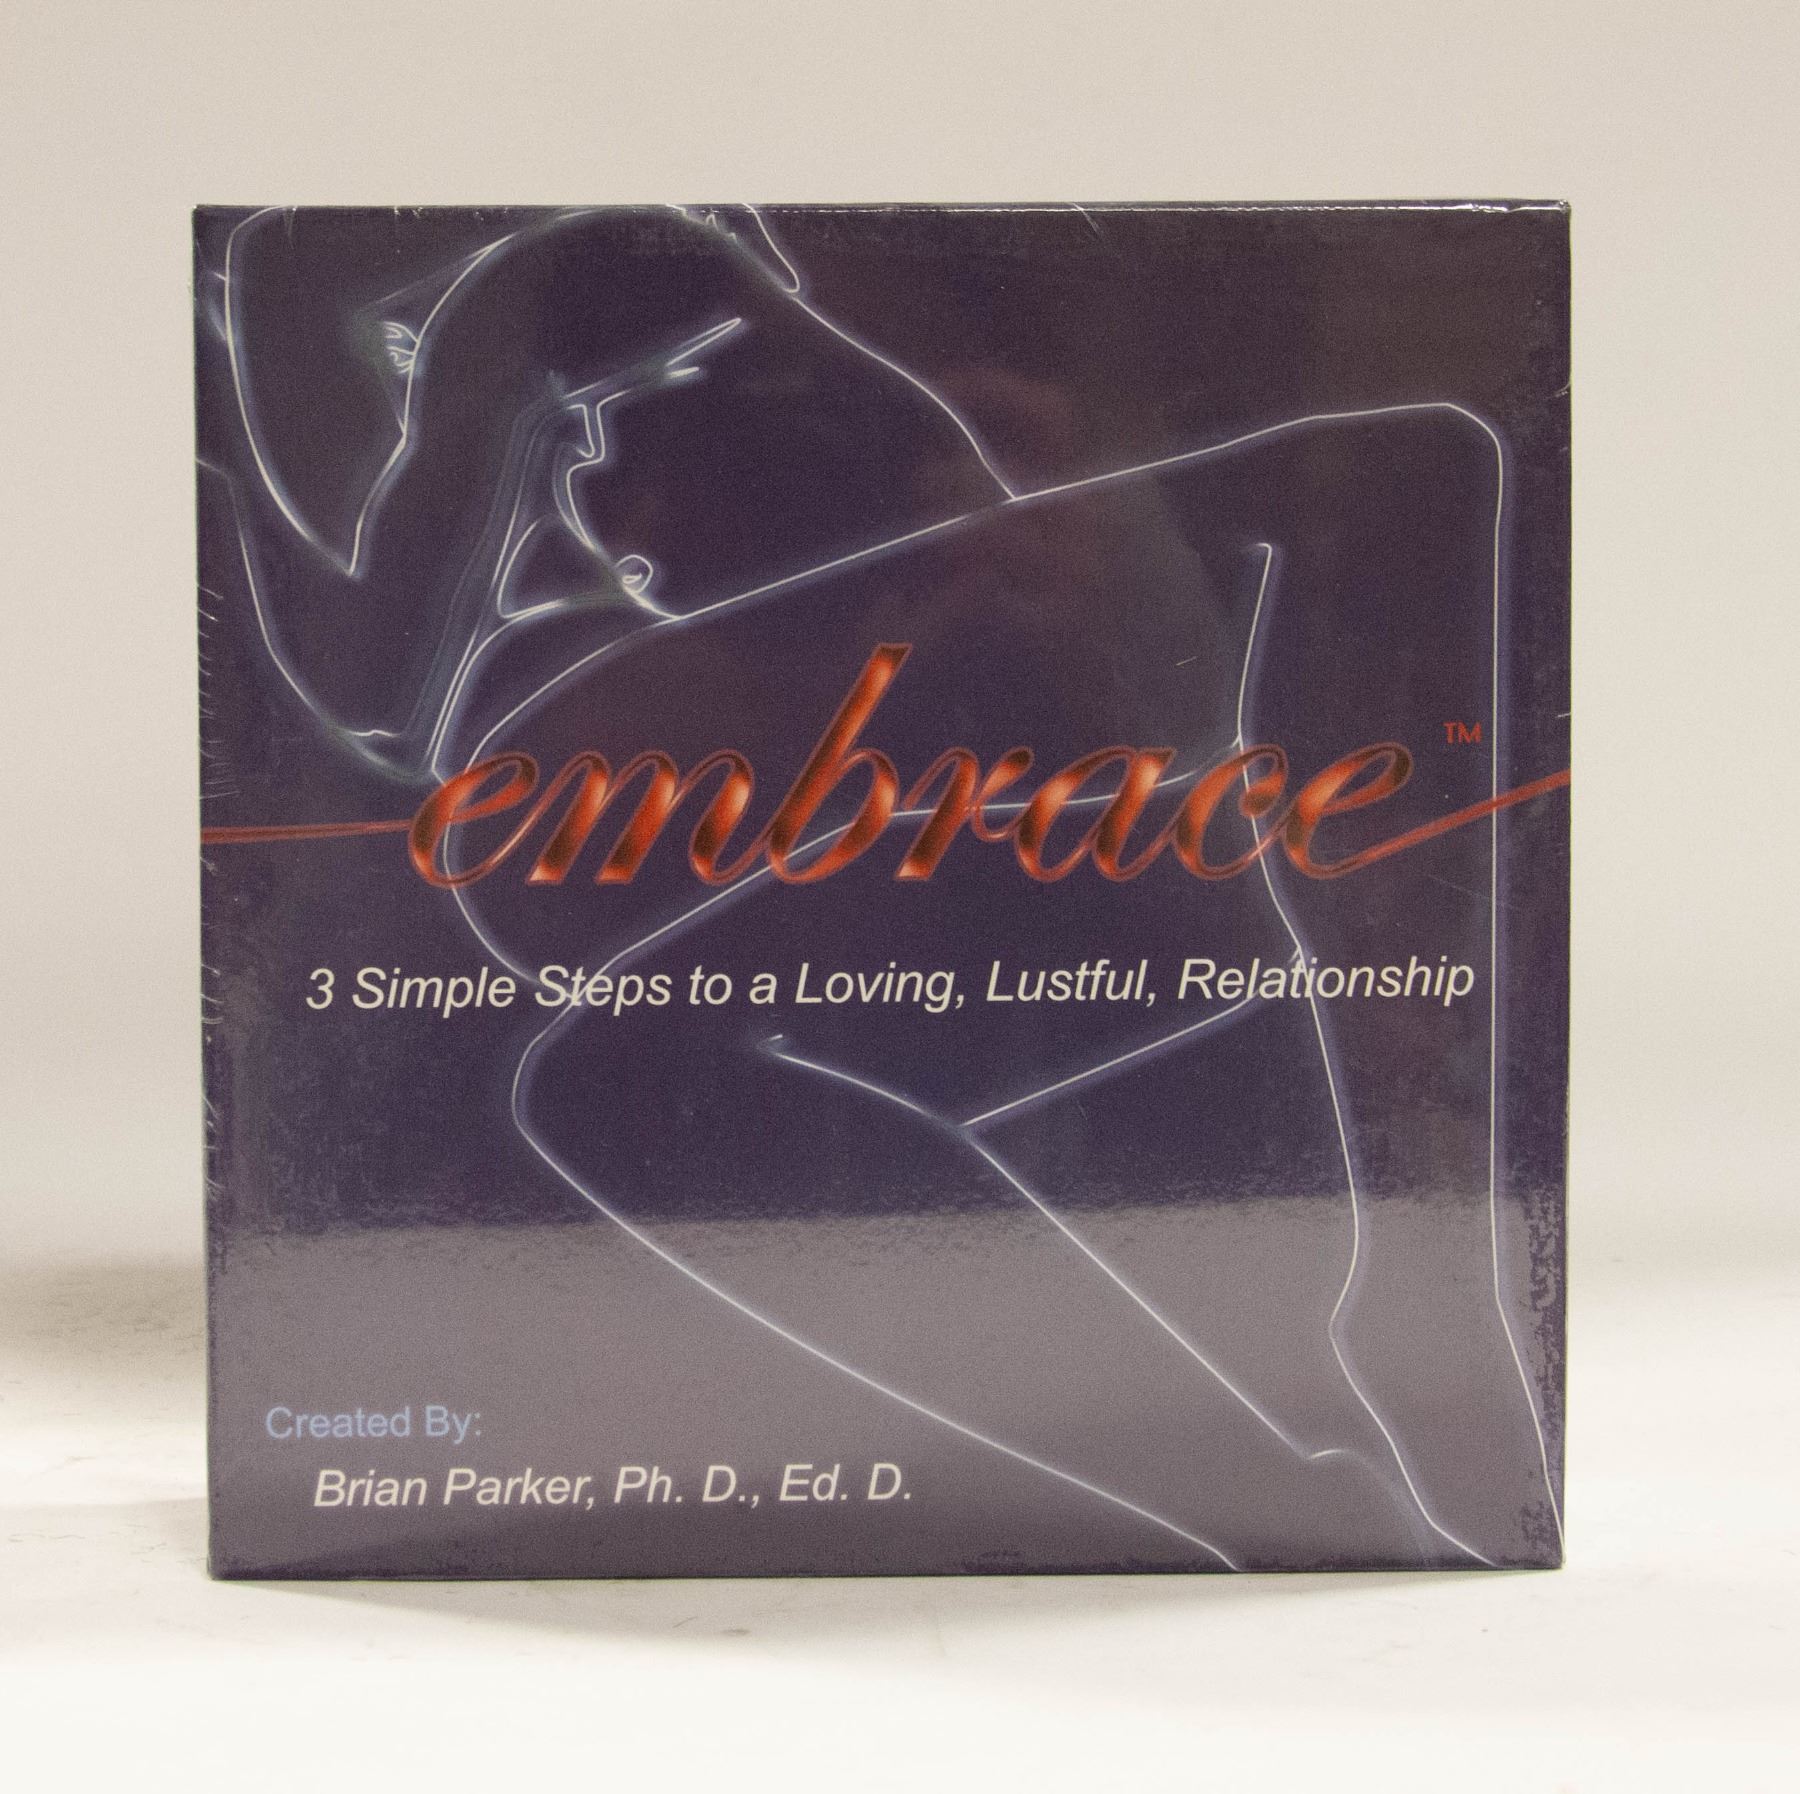 embrace™
3 Simple Steps to a Loving, Lustful, Relationship
Created By:
Brian Parker, Ph. D., Ed. D.